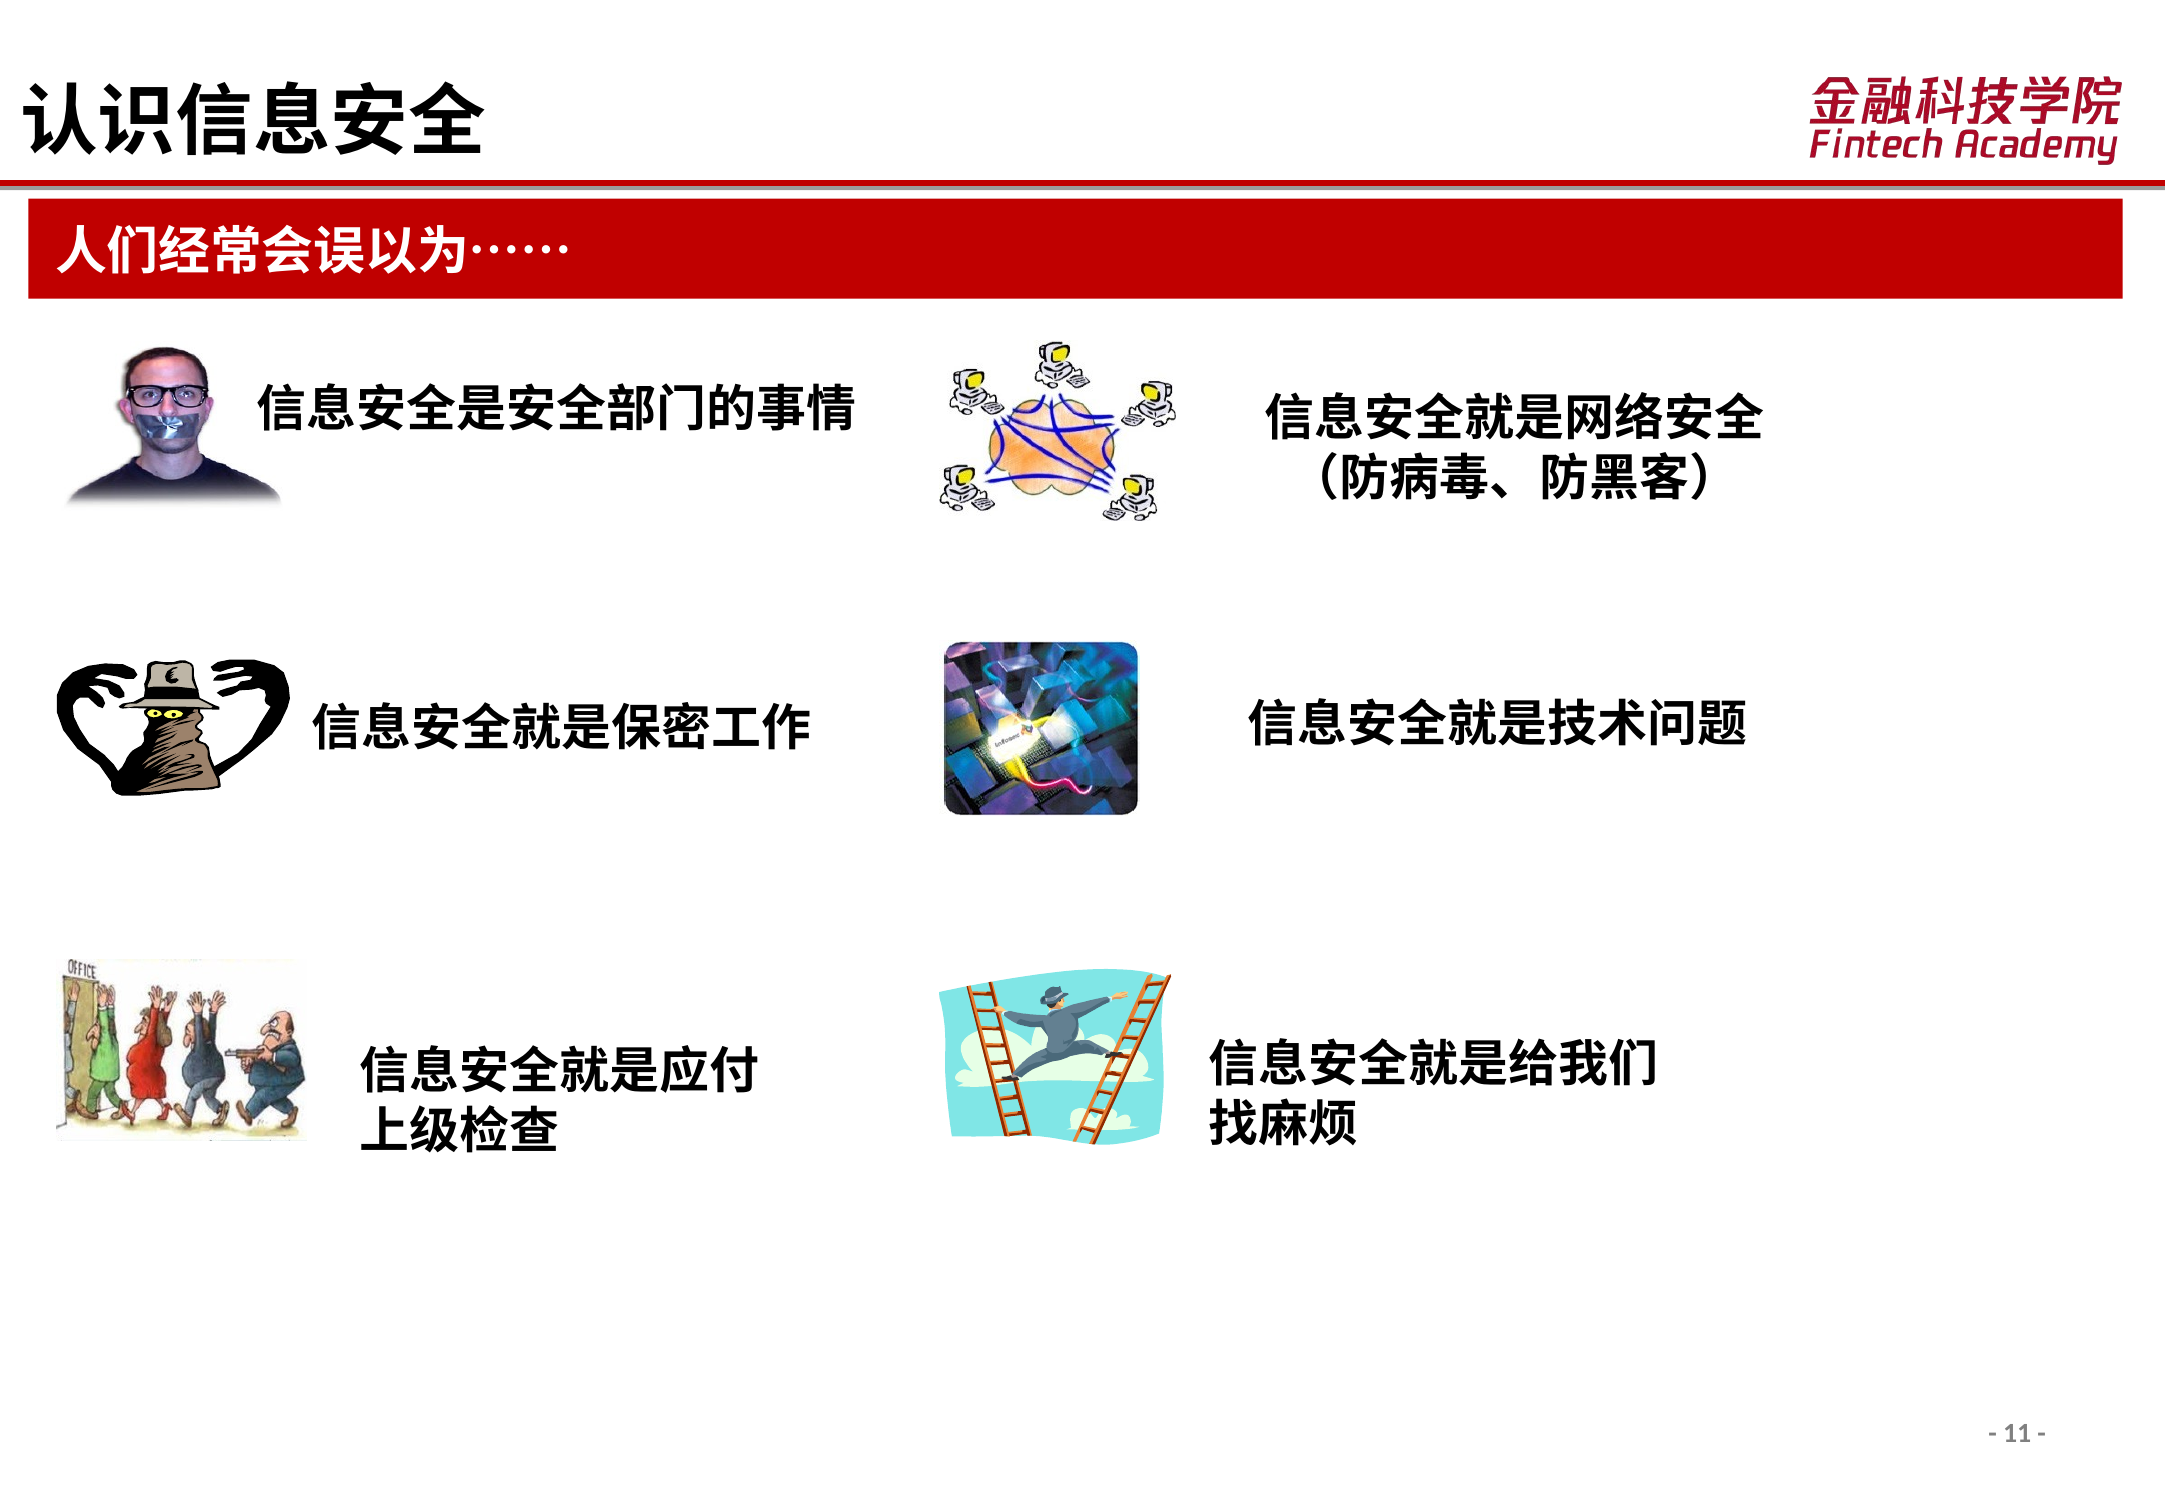 认识信息安全
金融科技学院
Fintech Academy
人们经常会误以为……
信息安全是安全部门的事情
信息安全就是网络安全
（防病毒、防黑客）
信息安全就是保密工作
信息安全就是技术问题
OFFICE
信息安全就是应付
上级检查
信息安全就是给我们
找麻烦
- 11 -